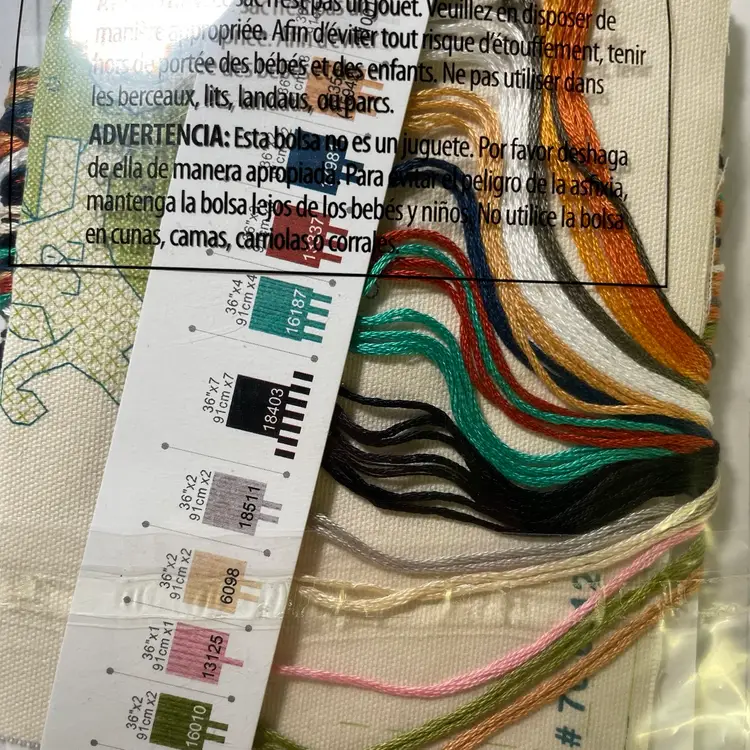 sac n'est pas un jouet. Veuillez en disposer de
manière appropriée. Afin d'éviter tout risque d'étouffement, tenir
hors de portée des bébés et des enfants. Ne pas utiliser dans
les berceaux, lits, landaus, ou parcs.
ADVERTENCIA: Esta bolsa no es un juguete. Por favor deshaga
de ella de manera apropiada. Para evitar el peligro de la asfixia,
mantenga la bolsa lejos de los bebés y niños. No utilice la bolsa
en cunas, camas, carriolas o corrales.
36"x4
91cm x4
16187
36"x7
91cm x7
18403
36"x2
91cm x2
18511
36"x2
91cm x2
6098
36"x1
91cm x1
13125
36"x2
91cm x2
16010